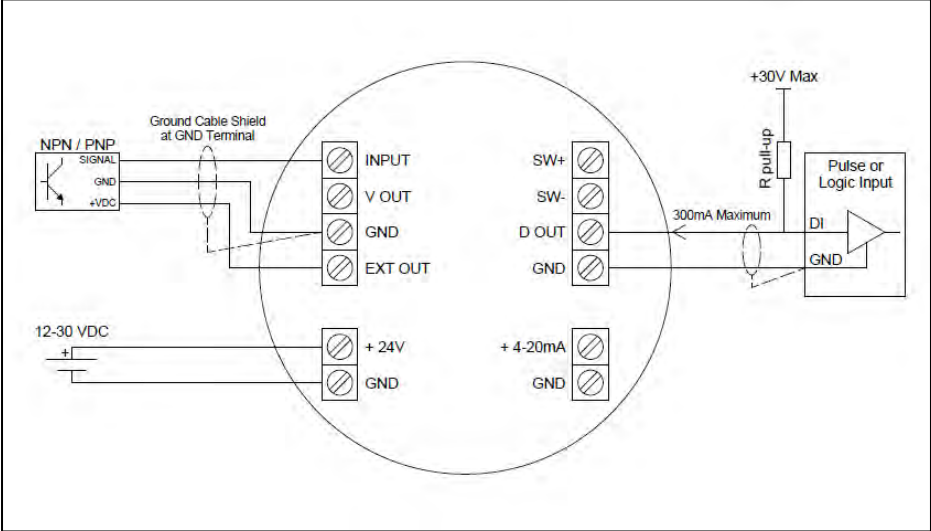 +30V Max
Ground Cable Shield
at GND Terminal
NPN / PNP
SIGNAL
GND
+VDC
INPUT
V OUT
GND
EXT OUT
SW+
SW-
D OUT
GND
R pull-up
300mA Maximum
Pulse or
Logic Input
DI
GND
12-30 VDC
+
+ 24V
GND
+ 4-20mA
GND